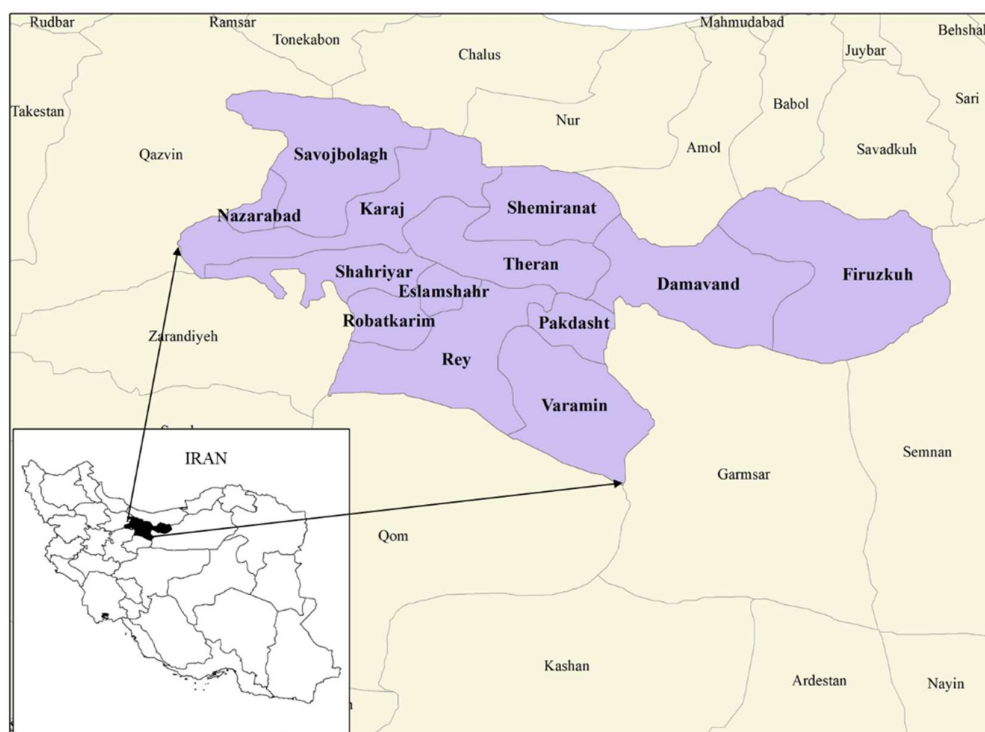 Rudbar
Ramsar
Mahmudabad
Behshah
Tonekabon
Chalus
Juybar
Takestan
Babol
Sari
Nur
Qazvin
Amol
Savadkuh
Savojbolagh
Nazarabad
Karaj
Shemiranat
Shahriyar
Theran
Damavand
Firuzkuh
Eslamshahr
Zarandiyeh
Robatkarim
Pakdasht
Rey
Varamin
IRAN
Garmsar
Semnan
Qom
Kashan
Ardestan
Nayin